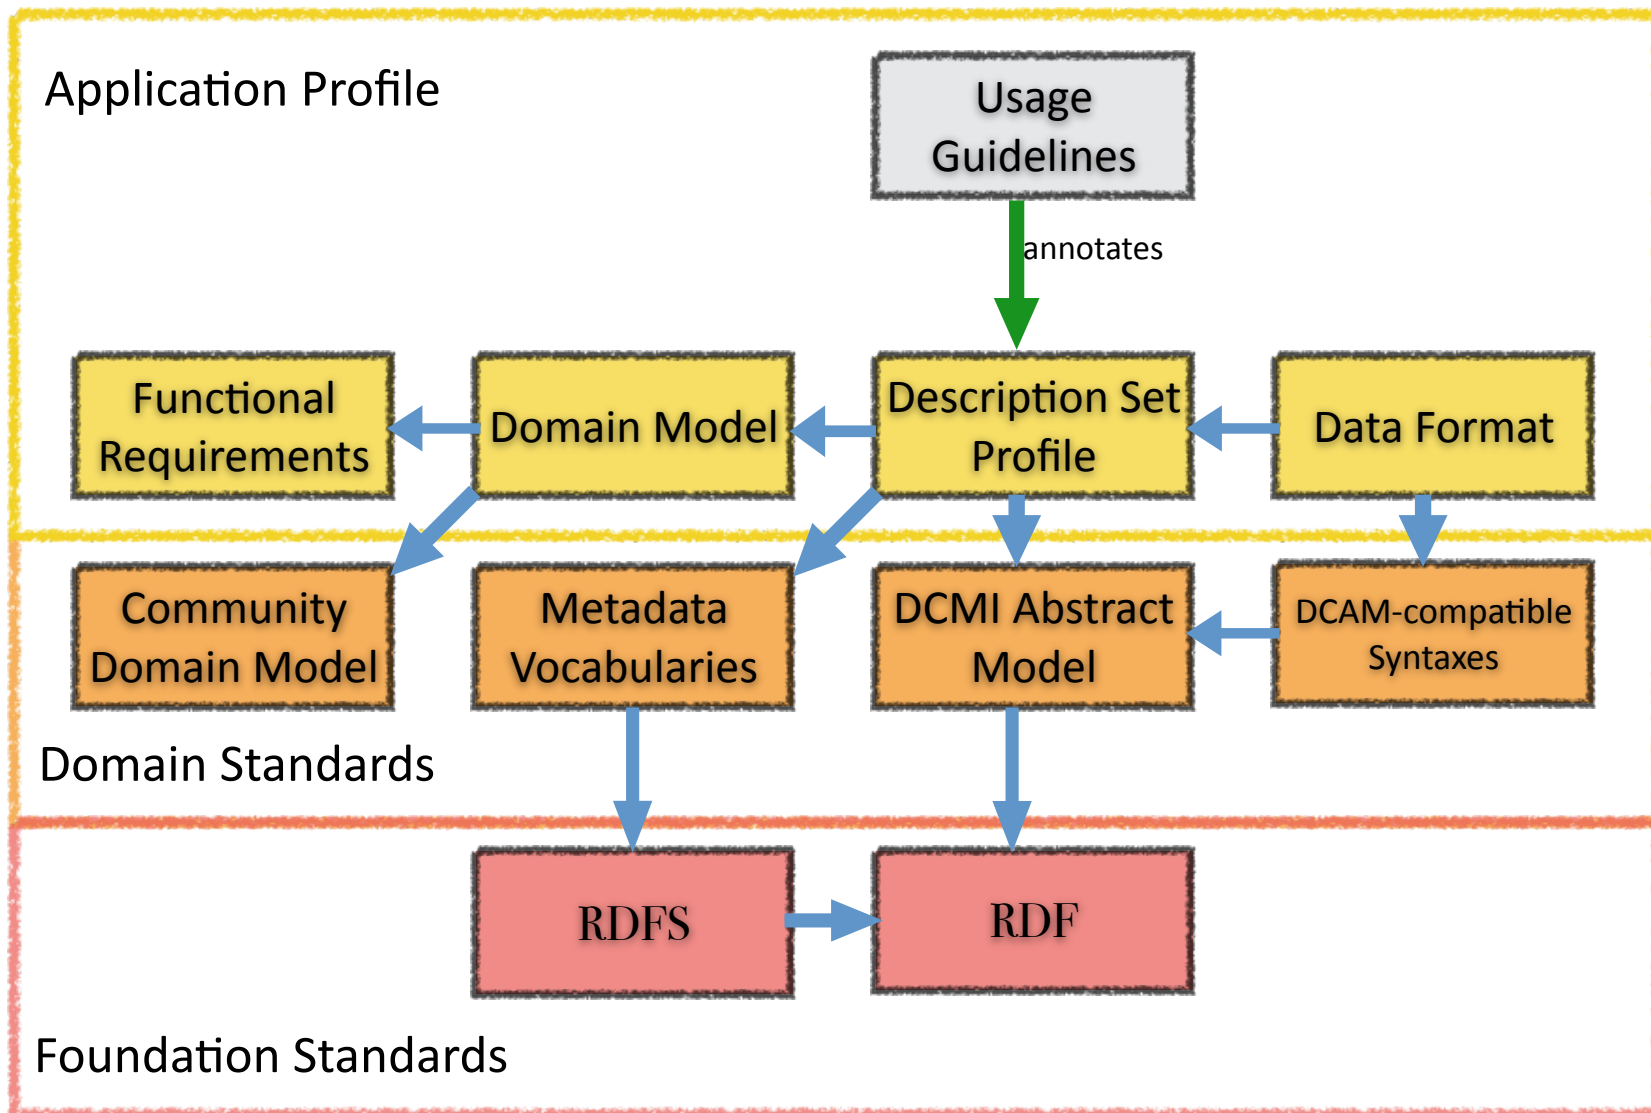 Application Profile
Usage
Guidelines
annotates
Functional
Requirements
Domain Model
Description Set
Profile
Data Format
Community
Domain Model
Metadata
Vocabularies
DCMI Abstract
Model
DCAM-compatible
Syntaxes
Domain Standards
RDFS
RDF
Foundation Standards